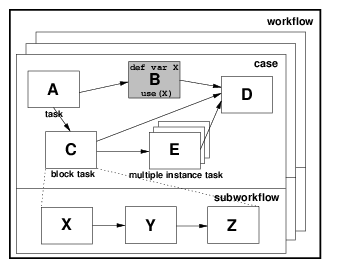 workflow
case
def var X
A
B
use(X)
D
task
C
E
block task
multiple instance task
subworkflow
X
Y
Z